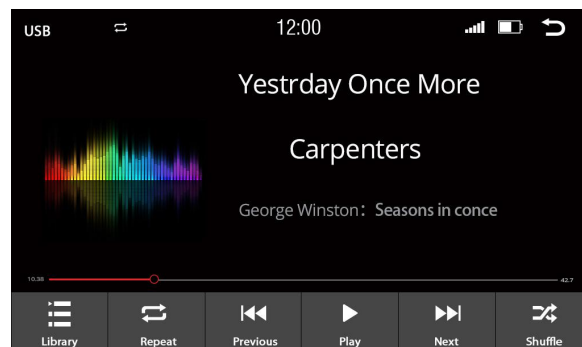 USB 12:00
Yestrday Once More
Carpenters
George Winston: Seasons in conce
10.38 42.7
Library Repeat Previous Play Next Shuffle